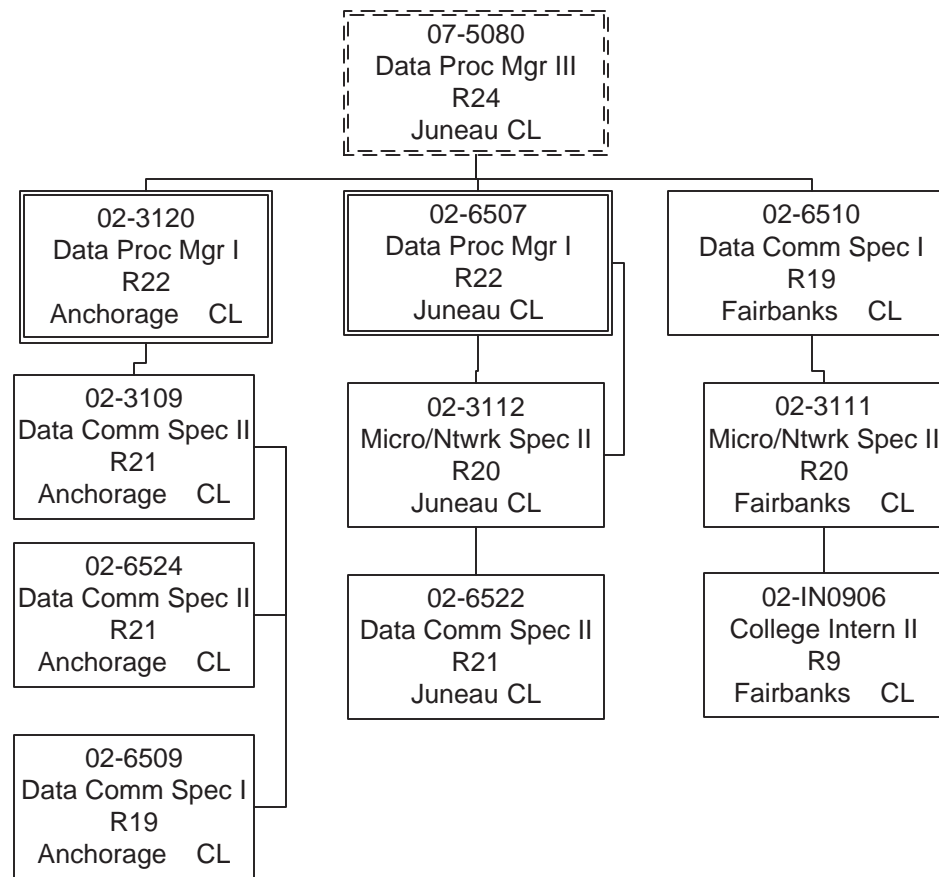 07-5080
Data Proc Mgr III
R24
Juneau CL
02-3120
Data Proc Mgr I
R22
Anchorage CL
02-6507
Data Proc Mgr I
R22
Juneau CL
02-6510
Data Comm Spec I
R19
Fairbanks CL
02-3109
Data Comm Spec II
R21
Anchorage CL
02-3112
Micro/Ntwrk Spec II
R20
Juneau CL
02-3111
Micro/Ntwrk Spec II
R20
Fairbanks CL
02-6524
Data Comm Spec II
R21
Anchorage CL
02-6522
Data Comm Spec II
R21
Juneau CL
02-IN0906
College Intern II
R9
Fairbanks CL
02-6509
Data Comm Spec I
R19
Anchorage CL